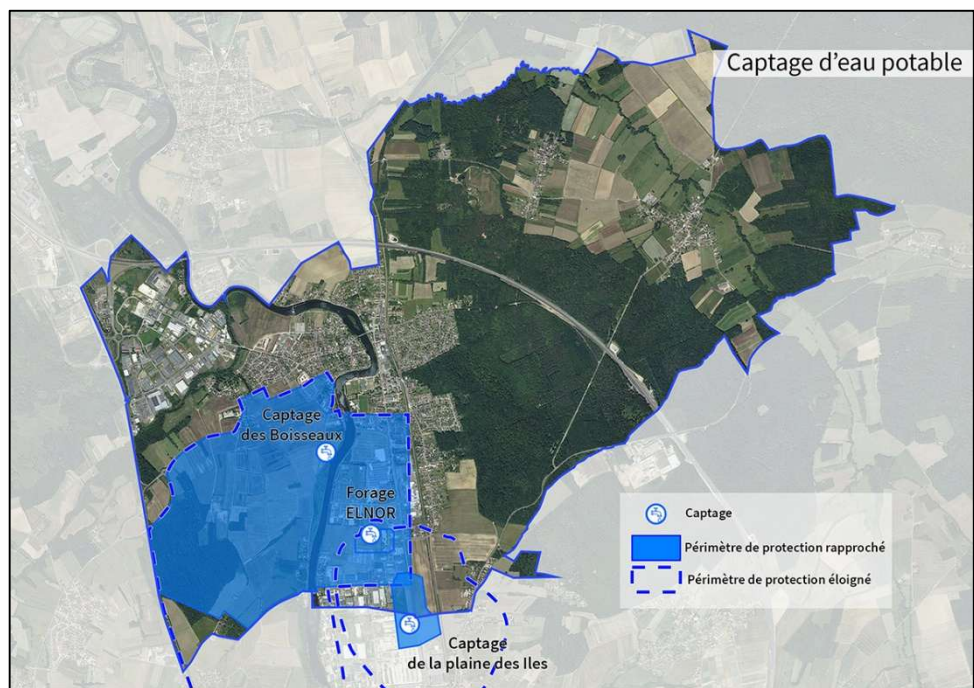 Captage d'eau potable
Captage
des Boisseaux
Forage
ELNOR
Captage
de la plaine des Iles
Captage
Périmètre de protection rapproché
Périmètre de protection éloigné